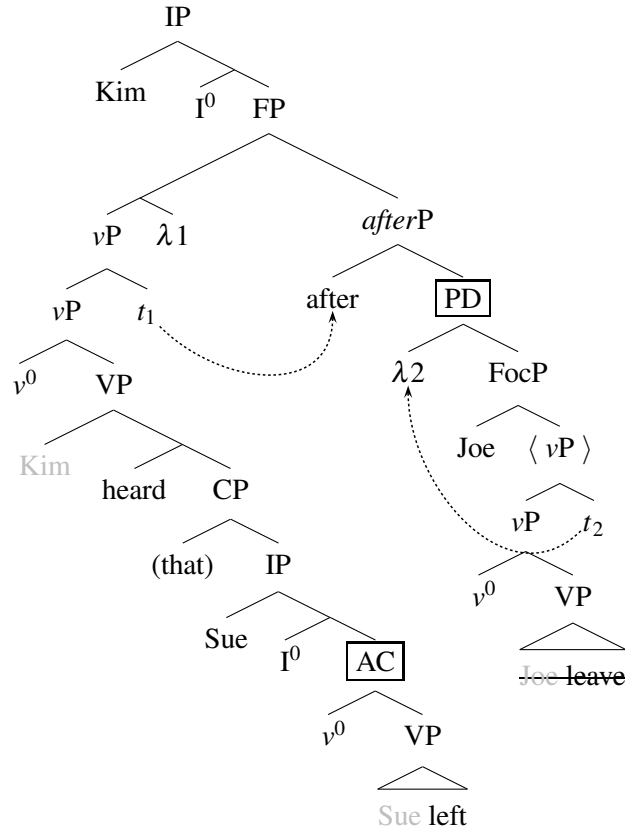 IP
Kim
I⁰ FP
vP λ1 afterP
vP t₁ after PD
v⁰ VP λ2 FocP
Kim Joe ⟨ vP ⟩
heard CP
vP t₂
(that) IP
v⁰ VP
Sue
I⁰ AC
Joe leave
v⁰ VP
Sue left